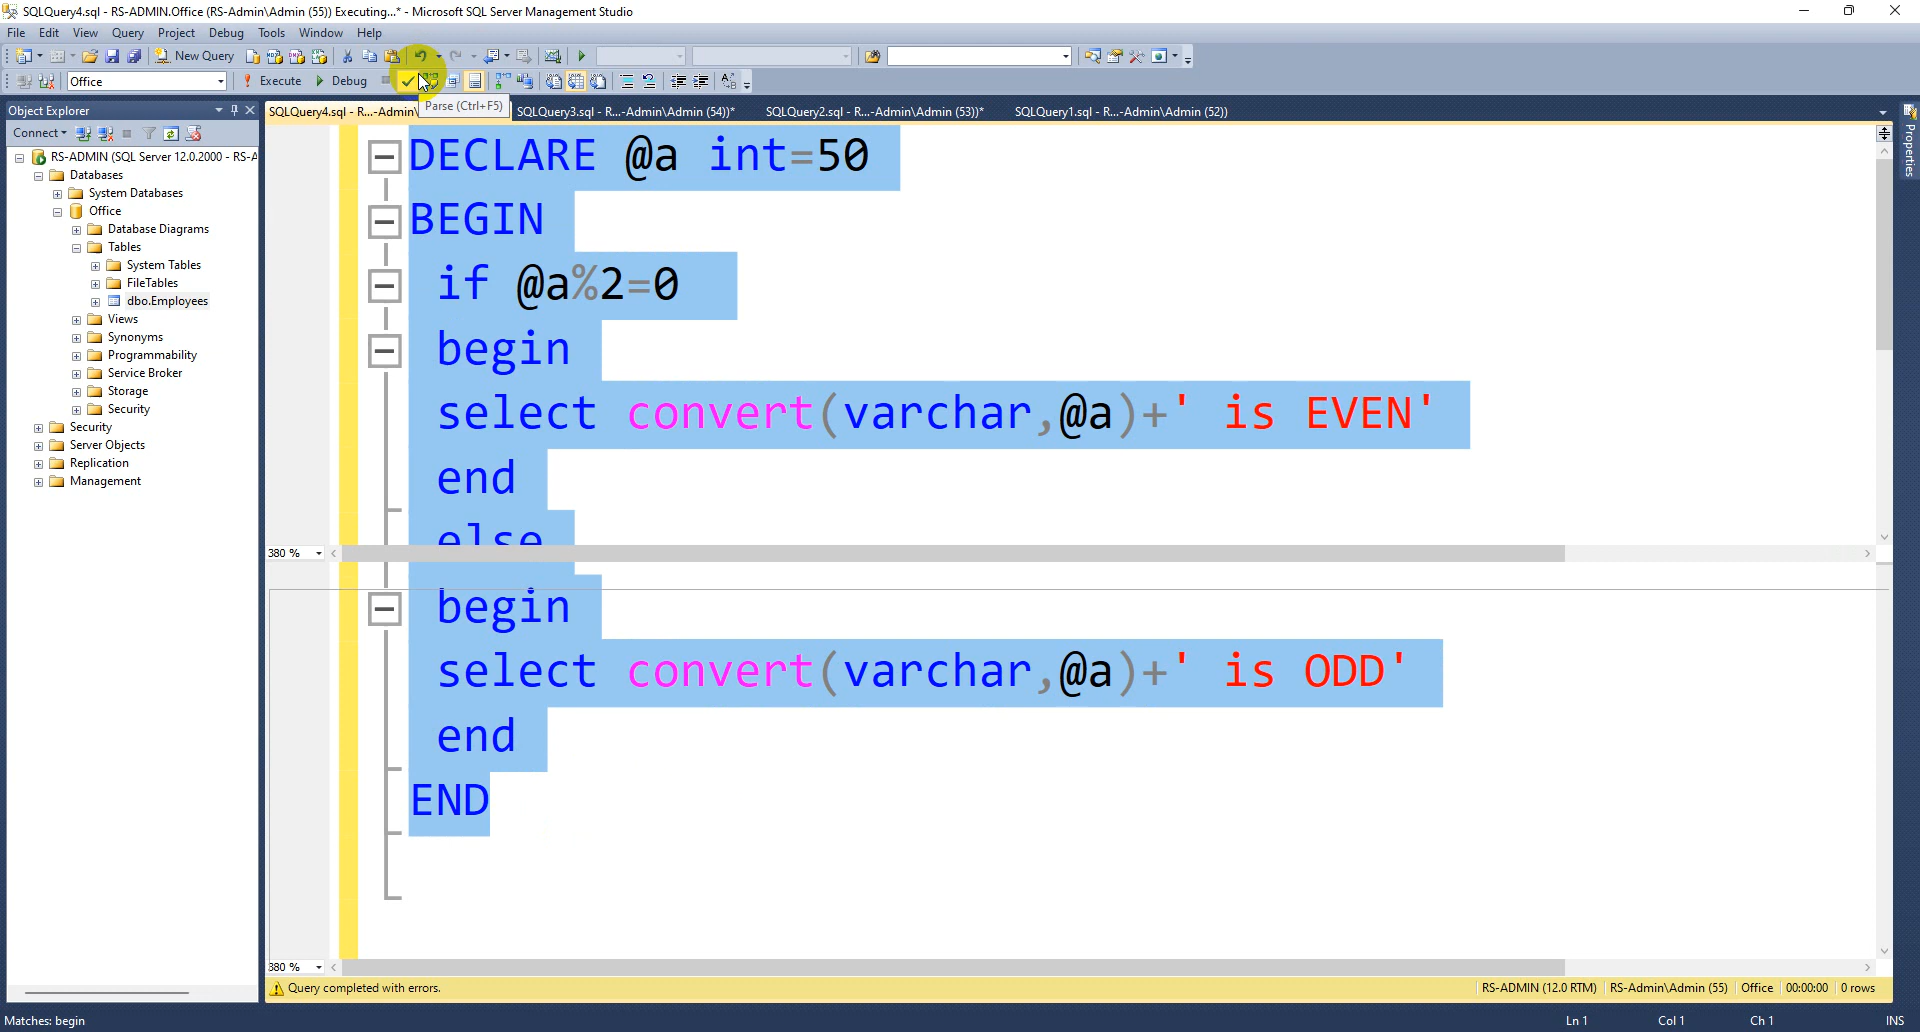 SQLQuery4.sql - RS-ADMIN.Office (RS-Admin\Admin (55)) Executing...* - Microsoft SQL Server Management Studio
File Edit View Query Project Debug Tools Window Help
New Query
Office Execute Debug
Parse (Ctrl+F5)
Object Explorer
SQLQuery4.sql - R...-Admin\
SQLQuery3.sql - R...-Admin\Admin (54))*
SQLQuery2.sql - R...-Admin\Admin (53))*
SQLQuery1.sql - R...-Admin\Admin (52))
Connect
RS-ADMIN (SQL Server 12.0.2000 - RS-A
Databases
System Databases
Office
Database Diagrams
Tables
System Tables
FileTables
dbo.Employees
Views
Synonyms
Programmability
Service Broker
Storage
Security
Security
Server Objects
Replication
Management
Properties
DECLARE @a int=50
BEGIN
if @a%2=0
begin
select convert(varchar,@a)+' is EVEN'
end
else
380 %
begin
select convert(varchar,@a)+' is ODD'
end
END
380 %
Query completed with errors.
RS-ADMIN (12.0 RTM) RS-Admin\Admin (55) Office 00:00:00 0 rows
Matches: begin
Ln 1 Col 1 Ch 1 INS